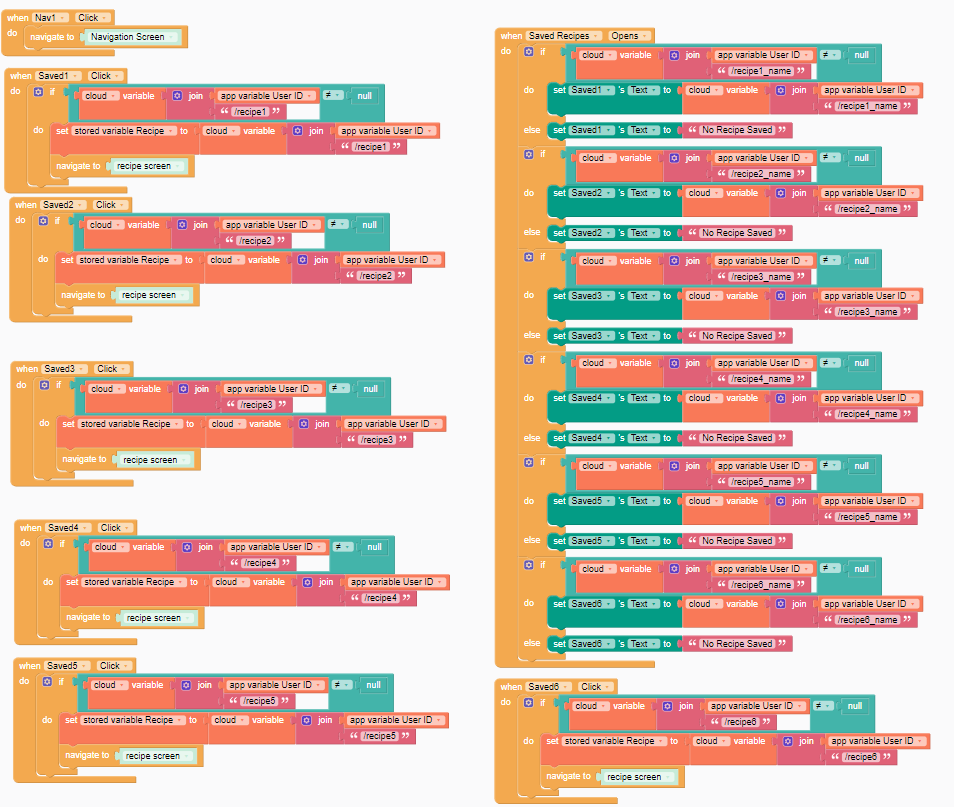 when Nav1 Click
do navigate to Navigation Screen
when Saved1 Click
do if cloud variable join app variable User ID ≠ null
“ /recipe1 ”
do set stored variable Recipe to cloud variable join app variable User ID
“ /recipe1 ”
navigate to recipe screen
when Saved2 Click
do if cloud variable join app variable User ID ≠ null
“ /recipe2 ”
do set stored variable Recipe to cloud variable join app variable User ID
“ /recipe2 ”
navigate to recipe screen
when Saved3 Click
do if cloud variable join app variable User ID ≠ null
“ /recipe3 ”
do set stored variable Recipe to cloud variable join app variable User ID
“ /recipe3 ”
navigate to recipe screen
when Saved4 Click
do if cloud variable join app variable User ID ≠ null
“ /recipe4 ”
do set stored variable Recipe to cloud variable join app variable User ID
“ /recipe4 ”
navigate to recipe screen
when Saved5 Click
do if cloud variable join app variable User ID ≠ null
“ /recipe5 ”
do set stored variable Recipe to cloud variable join app variable User ID
“ /recipe5 ”
navigate to recipe screen
when Saved Recipes Opens
do if cloud variable join app variable User ID ≠ null
“ /recipe1_name ”
do set Saved1 's Text to cloud variable join app variable User ID
“ /recipe1_name ”
else set Saved1 's Text to “ No Recipe Saved ”
if cloud variable join app variable User ID ≠ null
“ /recipe2_name ”
do set Saved2 's Text to cloud variable join app variable User ID
“ /recipe2_name ”
else set Saved2 's Text to “ No Recipe Saved ”
if cloud variable join app variable User ID ≠ null
“ /recipe3_name ”
do set Saved3 's Text to cloud variable join app variable User ID
“ /recipe3_name ”
else set Saved3 's Text to “ No Recipe Saved ”
if cloud variable join app variable User ID ≠ null
“ /recipe4_name ”
do set Saved4 's Text to cloud variable join app variable User ID
“ /recipe4_name ”
else set Saved4 's Text to “ No Recipe Saved ”
if cloud variable join app variable User ID ≠ null
“ /recipe5_name ”
do set Saved5 's Text to cloud variable join app variable User ID
“ /recipe5_name ”
else set Saved5 's Text to “ No Recipe Saved ”
if cloud variable join app variable User ID ≠ null
“ /recipe6_name ”
do set Saved6 's Text to cloud variable join app variable User ID
“ /recipe6_name ”
else set Saved6 's Text to “ No Recipe Saved ”
when Saved6 Click
do if cloud variable join app variable User ID ≠ null
“ /recipe6 ”
do set stored variable Recipe to cloud variable join app variable User ID
“ /recipe6 ”
navigate to recipe screen